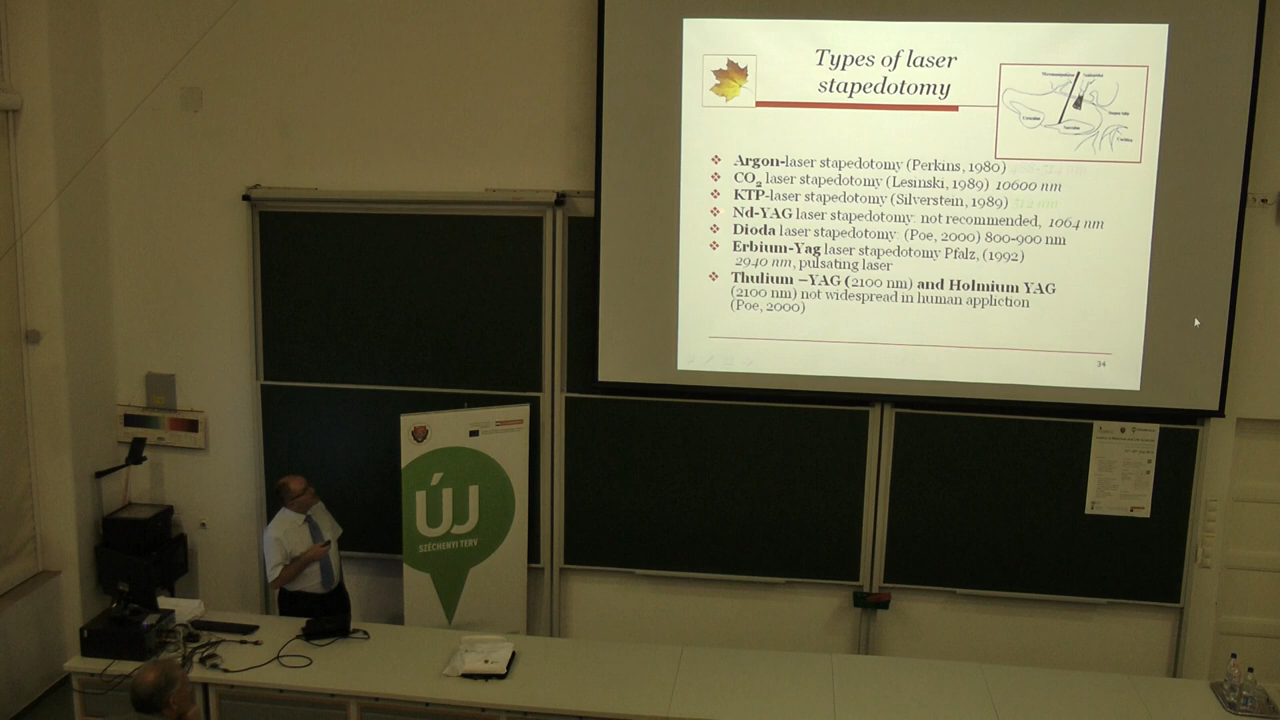 Types of laser
stapedotomy
Argon-laser stapedotomy (Perkins, 1980)
CO2 laser stapedotomy (Lesinski, 1989) 10600 nm
KTP-laser stapedotomy (Silverstein, 1989) 512 nm
Nd-YAG laser stapedotomy: not recommended, 1064 nm
Dioda laser stapedotomy: (Poe, 2000) 800-900 nm
Erbium-Yag laser stapedotomy Pfalz, (1992)
2940 nm, pulsating laser
Thulium –YAG (2100 nm) and Holmium YAG
(2100 nm) not widespread in human appliction
(Poe, 2000)
34
ÚJ
SZÉCHENYI TERV